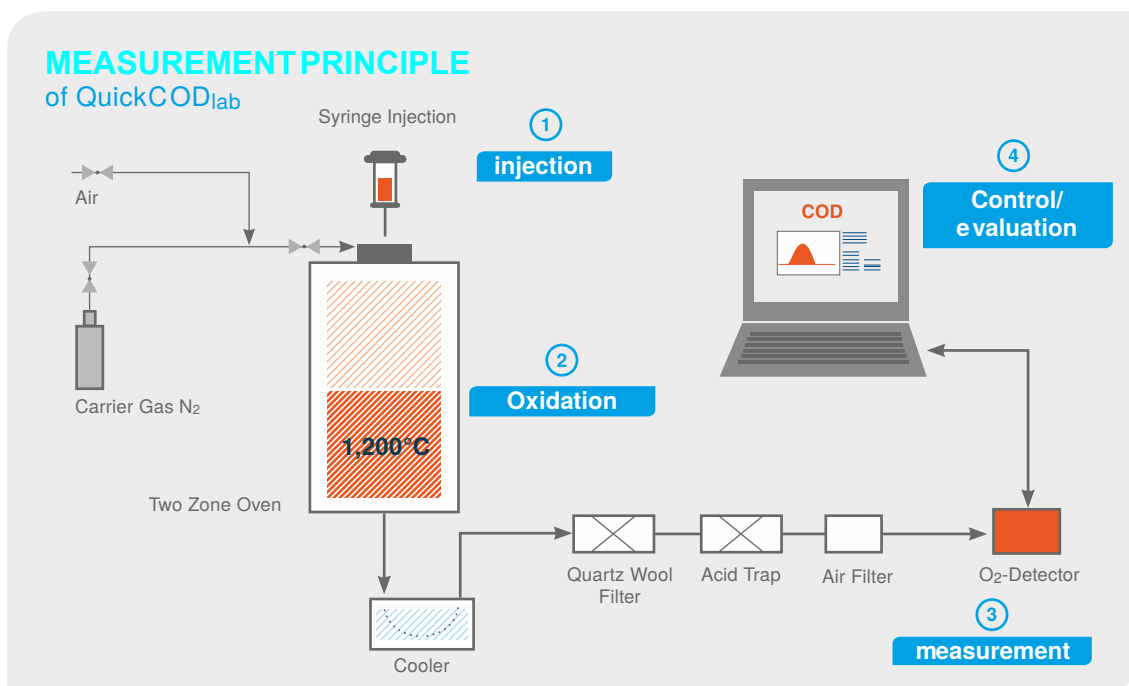 MEASUREMENT PRINCIPLE
of QuickCODlab
Syringe Injection
1
injection
Air
Carrier Gas N2
2
Oxidation
1,200°C
Two Zone Oven
Cooler
Quartz Wool
Filter
Acid Trap
Air Filter
O2-Detector
3
measurement
4
Control/
evaluation
COD